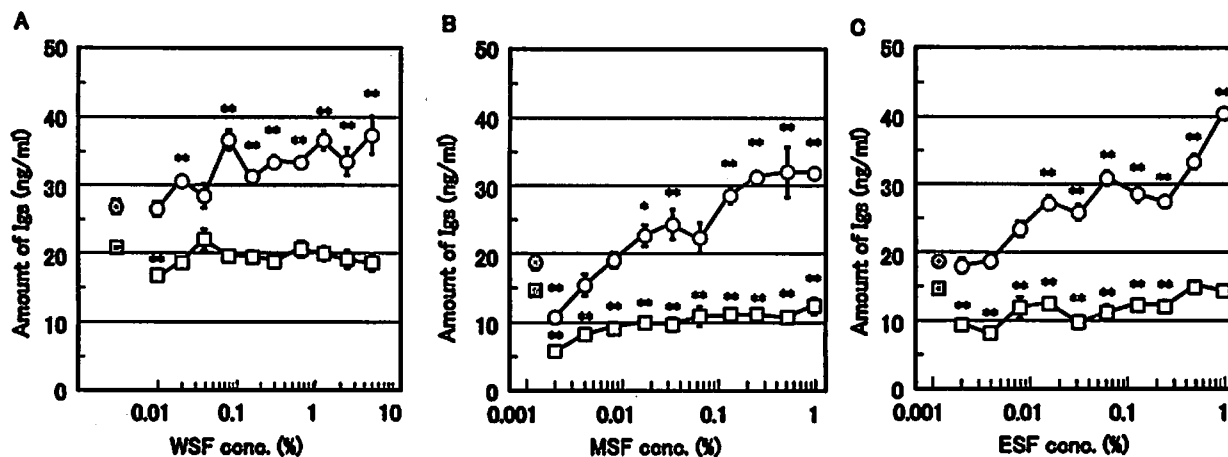 A
Amount of Igs (ng/ml)
50
40
30
20
10
0
** ** ** ** ** ** ** **
**
0.01 0.1 1 10
WSF conc. (%)
B
Amount of Igs (ng/ml)
50
40
30
20
10
0
** * ** ** ** ** **
** ** ** ** ** ** ** ** ** **
0.001 0.01 0.1 1
MSF conc. (%)
C
Amount of Igs (ng/ml)
50
40
30
20
10
0
** ** ** ** ** ** **
** ** ** ** ** ** ** **
0.001 0.01 0.1 1
ESF conc. (%)